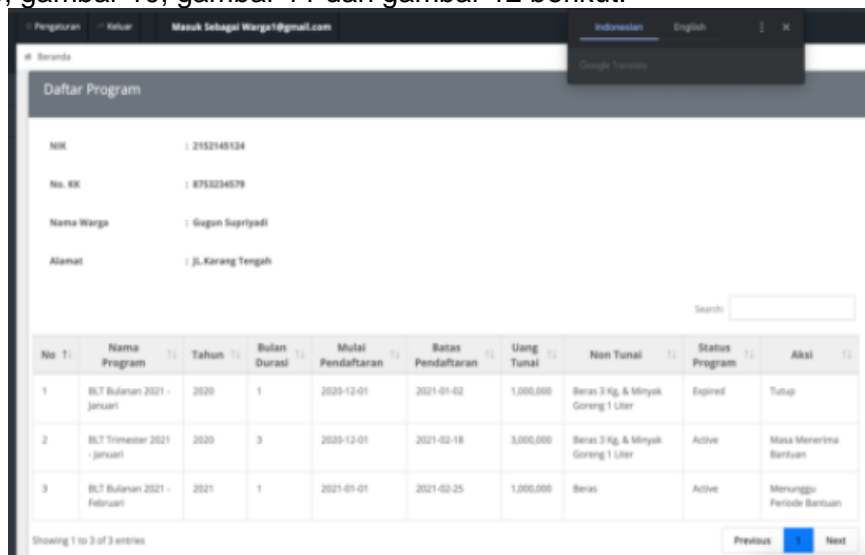 gambar 10, gambar 11 dan gambar 12 berikut.
Pengaturan Keluar Masuk Sebagai Warga1@gmail.com Indonesian English
Beranda
Google Translate
Daftar Program
NIK : 2152145124
No. KK : 8753234579
Nama Warga : Gugun Supriyadi
Alamat : JL.Karang Tengah
Search:
No Nama Program Tahun Bulan Durasi Mulai Pendaftaran Batas Pendaftaran Uang Tunai Non Tunai Status Program Aksi
1 BLT Bulanan 2021 - Januari 2020 1 2020-12-01 2021-01-02 1,000,000 Beras 3 Kg, & Minyak Goreng 1 Liter Expired Tutup
2 BLT Trimester 2021 - Januari 2020 3 2020-12-01 2021-02-18 3,000,000 Beras 3 Kg, & Minyak Goreng 1 Liter Active Masa Menerima Bantuan
3 BLT Bulanan 2021 - Februari 2021 1 2021-01-01 2021-02-25 1,000,000 Beras Active Menunggu Periode Bantuan
Showing 1 to 3 of 3 entries
Previous 1 Next